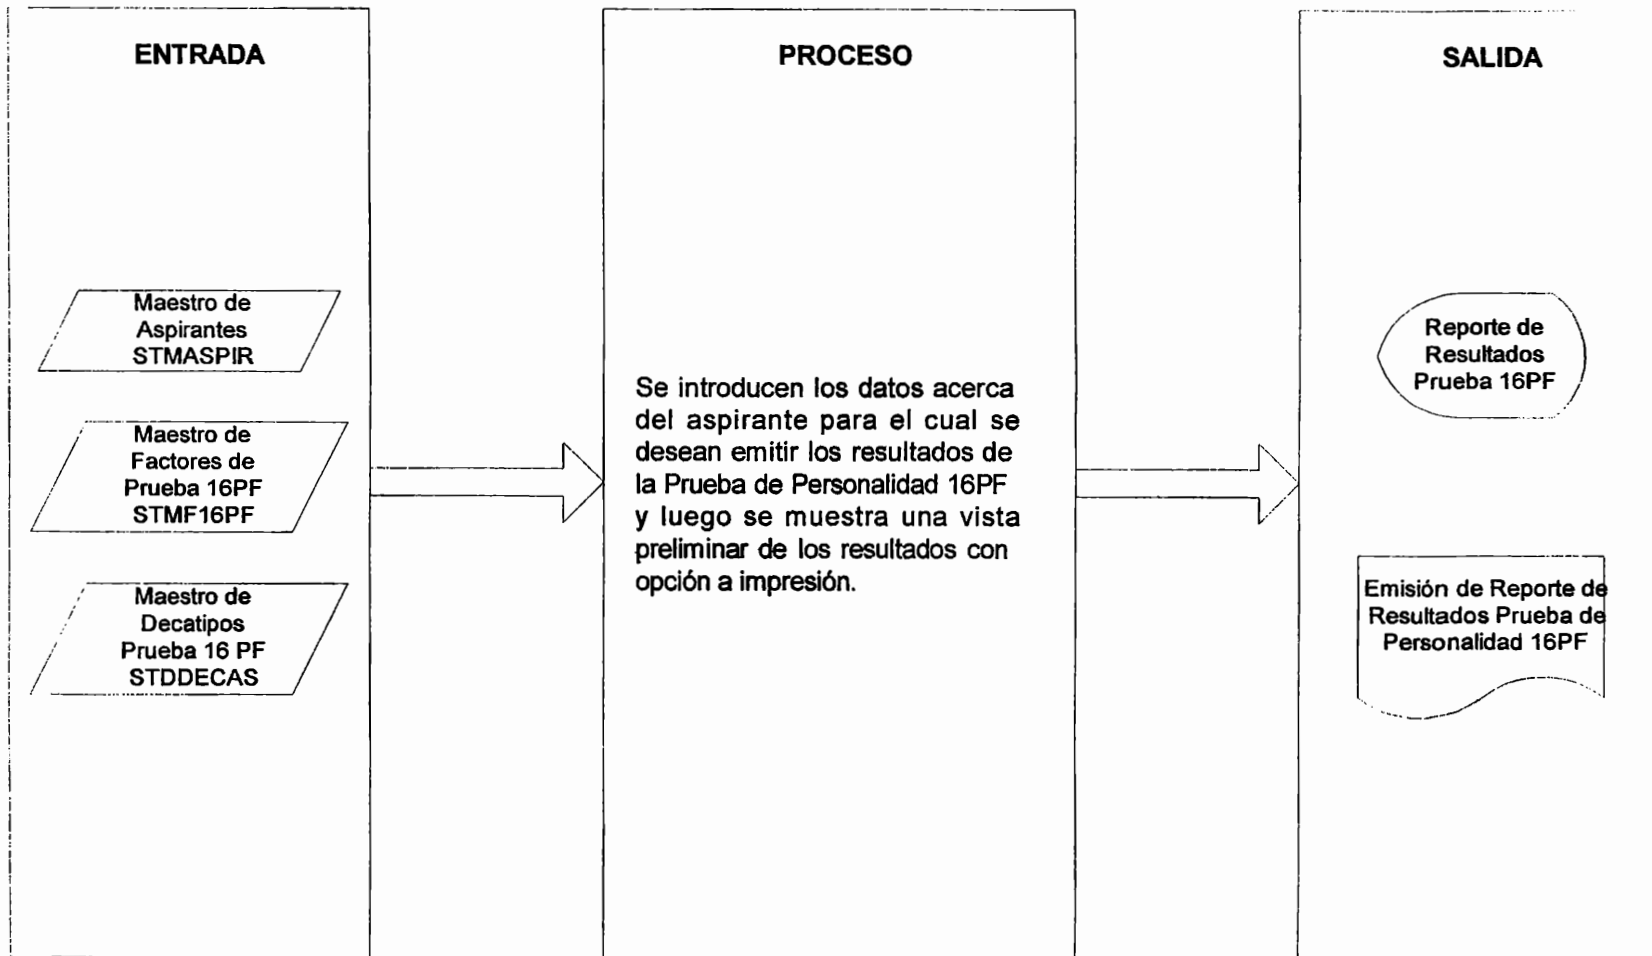 ENTRADA
Maestro de
Aspirantes
STMASPIR
Maestro de
Factores de
Prueba 16PF
STMF16PF
Maestro de
Decatipos
Prueba 16 PF
STDDECAS
PROCESO
Se introducen los datos acerca
del aspirante para el cual se
desean emitir los resultados de
la Prueba de Personalidad 16PF
y luego se muestra una vista
preliminar de los resultados con
opción a impresión.
SALIDA
Reporte de
Resultados
Prueba 16PF
Emisión de Reporte de
Resultados Prueba de
Personalidad 16PF